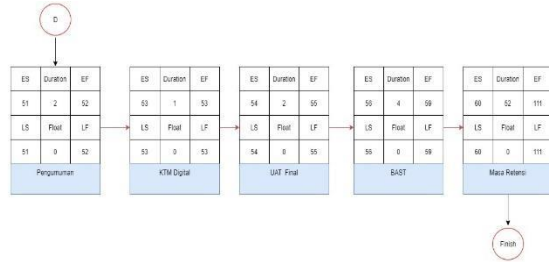 D
ES Duration EF
51 2 52
LS Float LF
51 0 52
Pengumuman
ES Duration EF
53 1 53
LS Float LF
53 0 53
KTM Digital
ES Duration EF
54 2 55
LS Float LF
54 0 55
UAT Final
ES Duration EF
56 4 59
LS Float LF
56 0 59
BAST
ES Duration EF
60 52 111
LS Float LF
60 0 111
Masa Retensi
Finish